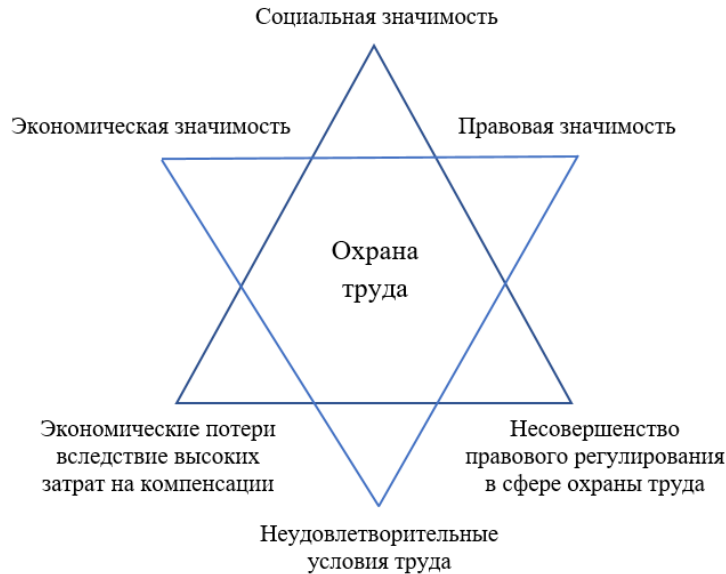 Социальная значимость
Экономическая значимость
Правовая значимость
Охрана
труда
Экономические потери
вследствие высоких
затрат на компенсации
Несовершенство
правового регулирования
в сфере охраны труда
Неудовлетворительные
условия труда